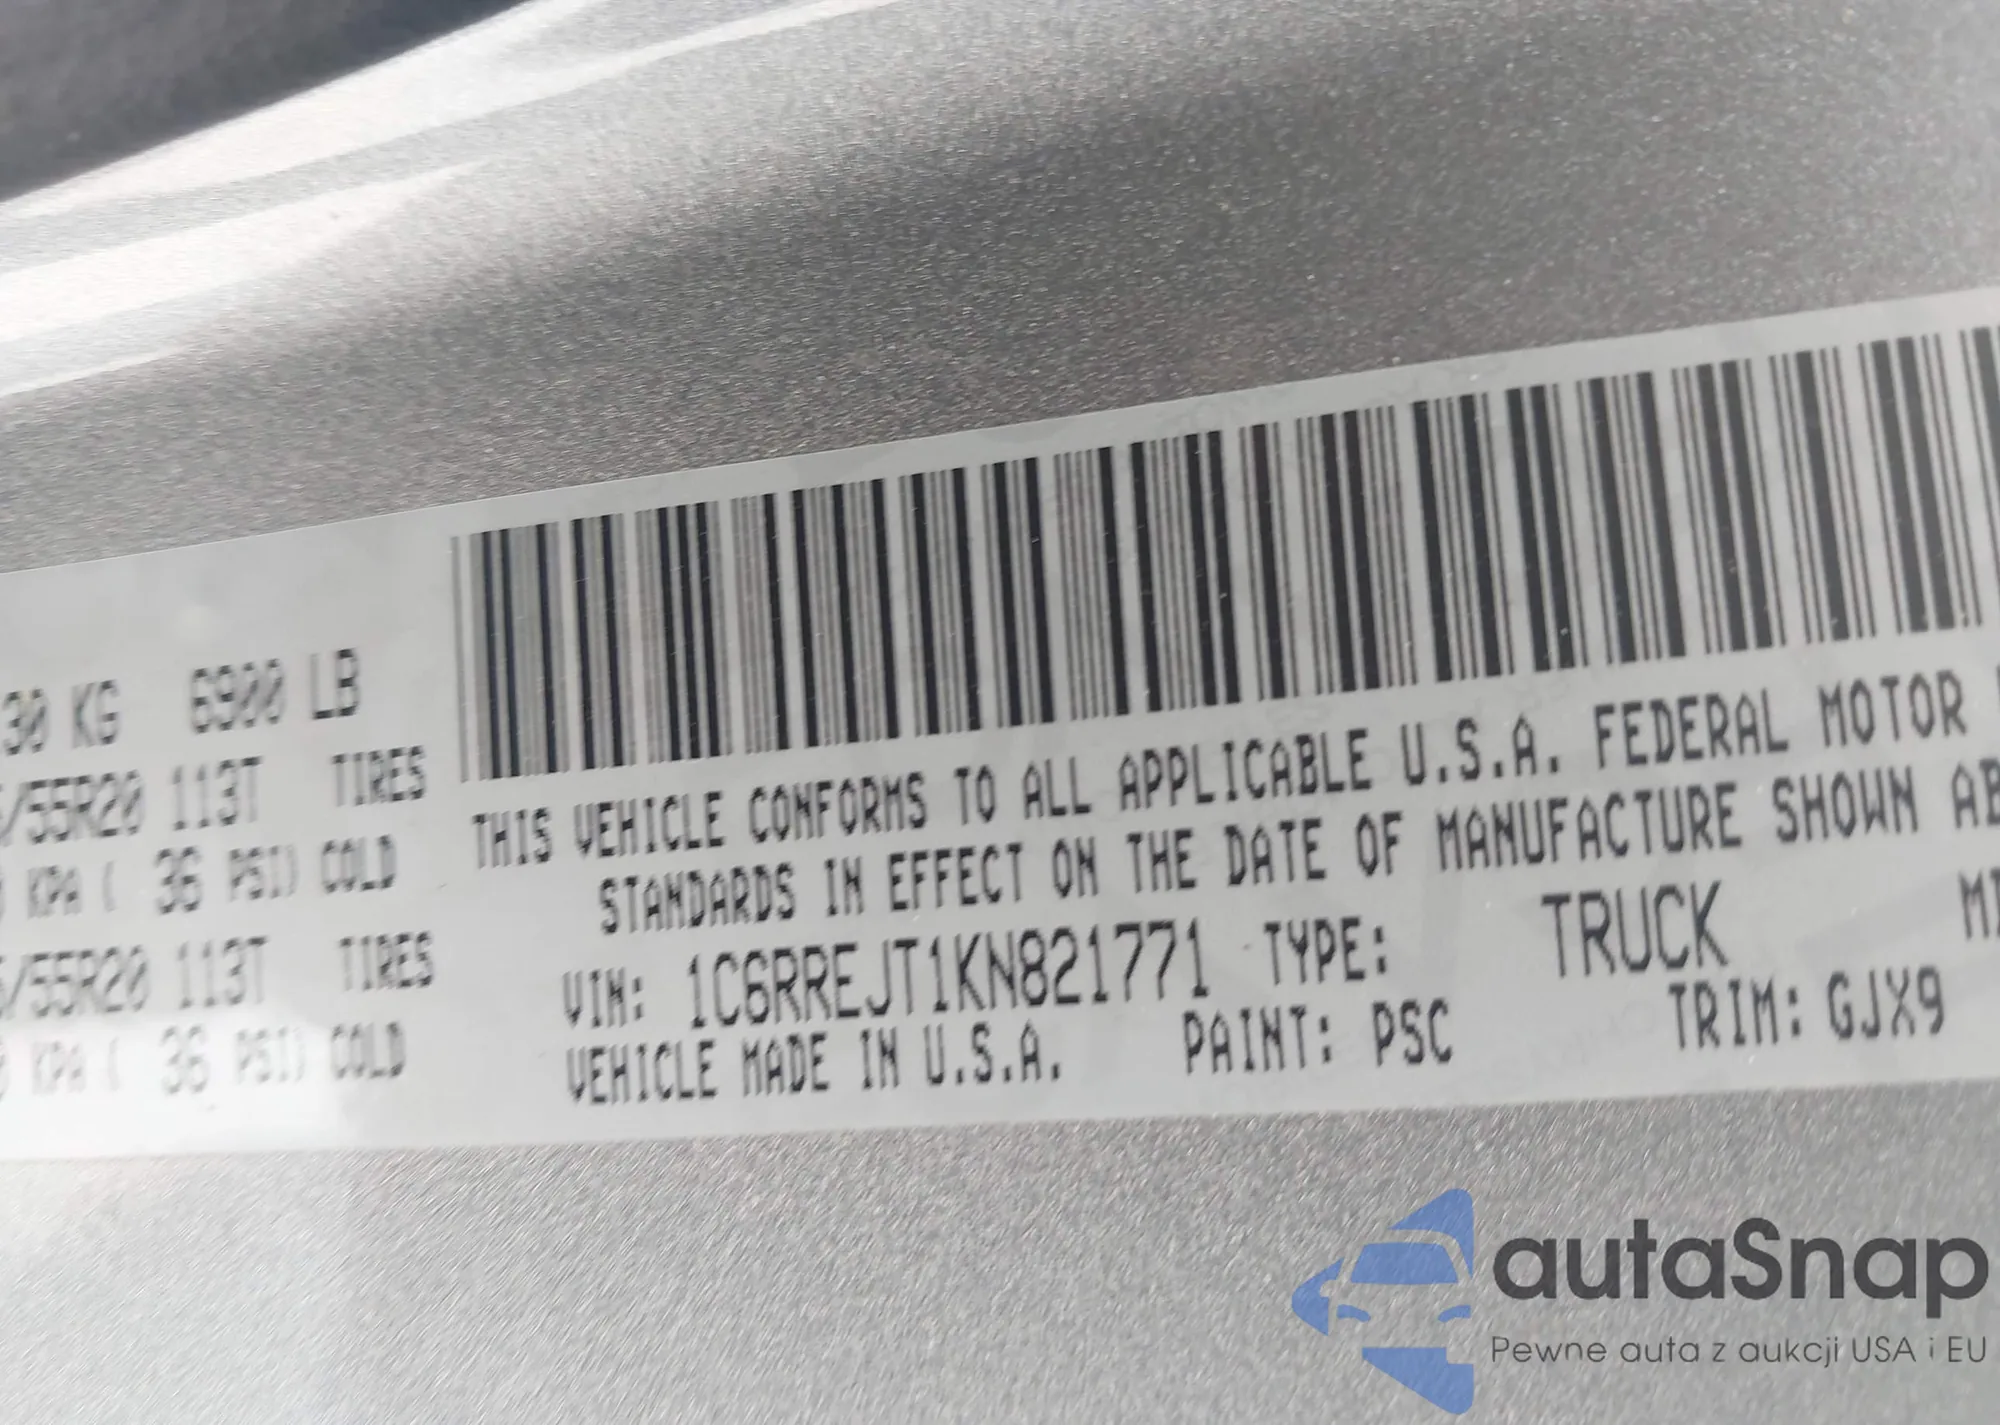 30 KG 6900 LB
/55R20 113T TIRES
KPA ( 36 PSI) COLD
/55R20 113T TIRES
KPA ( 36 PSI) COLD
THIS VEHICLE CONFORMS TO ALL APPLICABLE U.S.A. FEDERAL MOTOR
STANDARDS IN EFFECT ON THE DATE OF MANUFACTURE SHOWN AB
VIN: 1C6RREJT1KN821771 TYPE: TRUCK
VEHICLE MADE IN U.S.A. PAINT: PSC TRIM: GJX9
autaSnap
Pewne auta z aukcji USA i EU